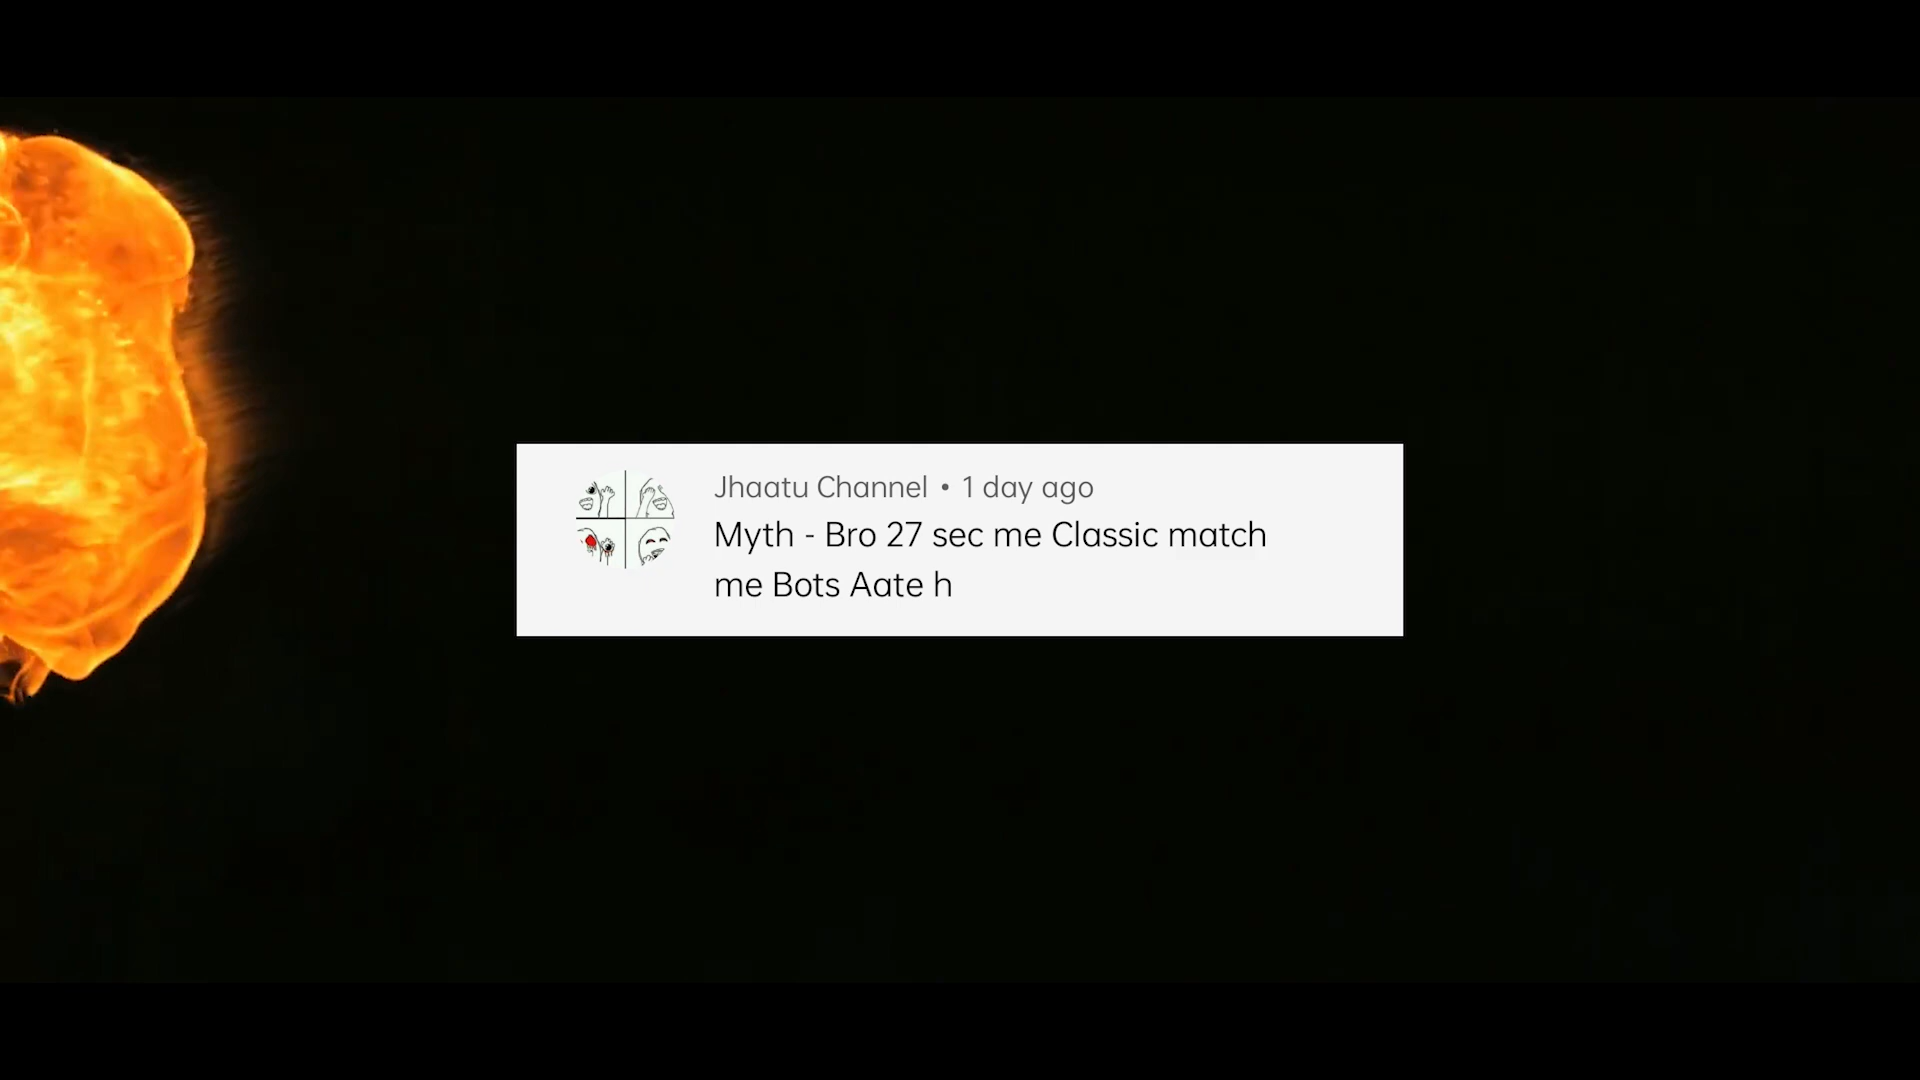 Jhaatu Channel • 1 day ago
Myth - Bro 27 sec me Classic match
me Bots Aate h